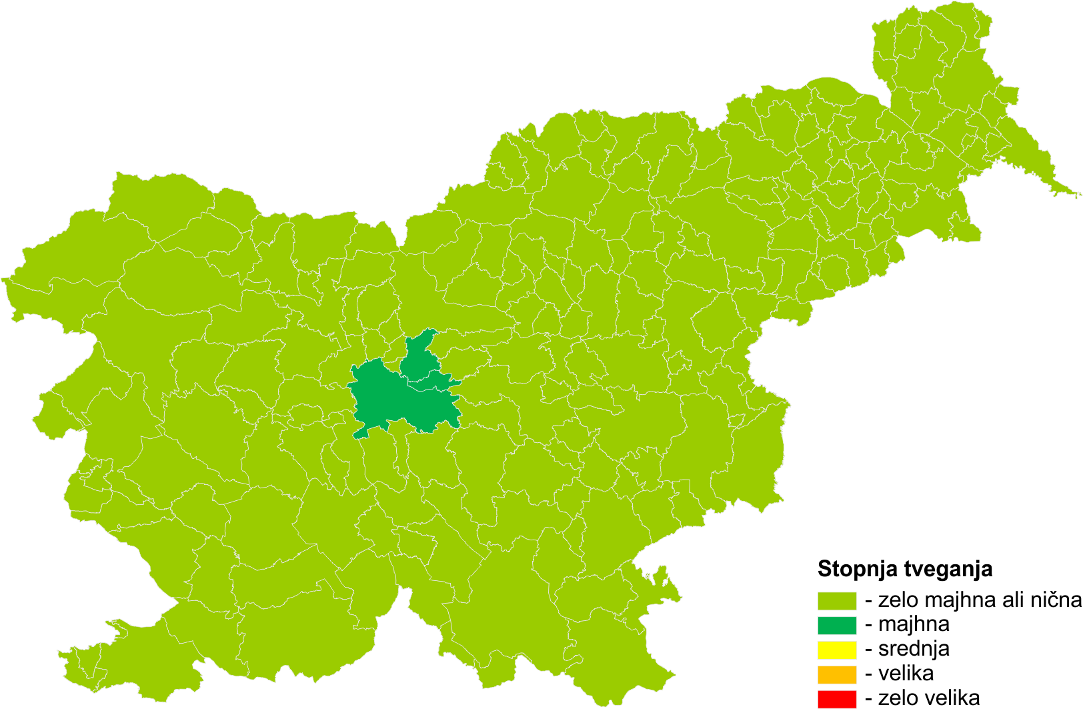 Stopnja tveganja
- zelo majhna ali nična
- majhna
- srednja
- velika
- zelo velika